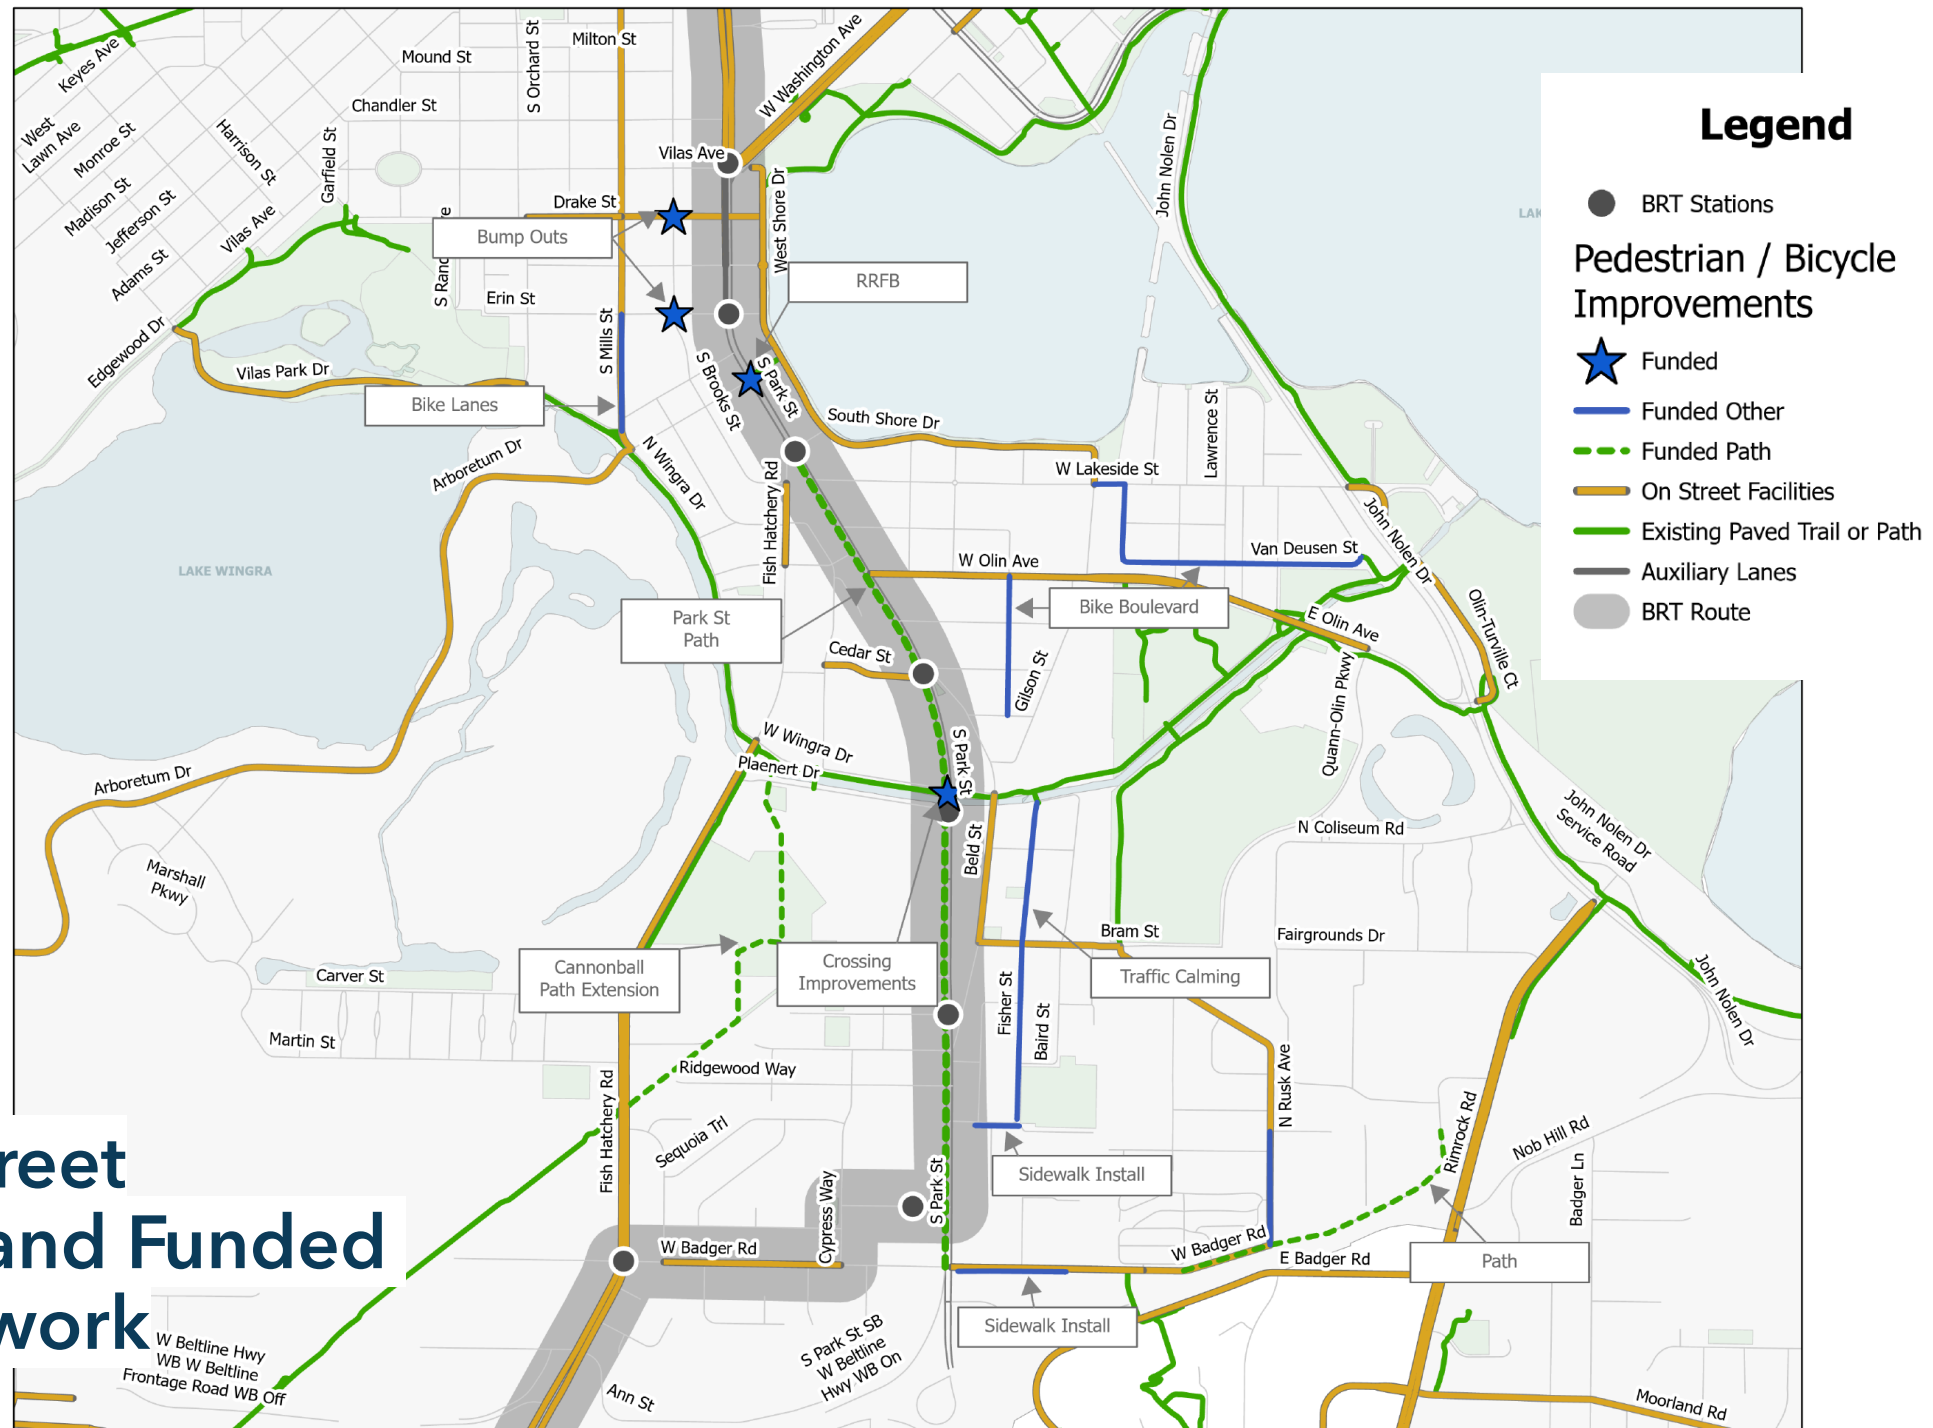 Keyes Ave
Mound St
S Orchard St
Milton St
W Washington Ave
Chandler St
West
Lawn Ave
Monroe St
Harrison St
Garfield St
Vilas Ave
Madison St
Jefferson St
Vilas Ave
Adams St
Drake St
Bump Outs
West Shore Dr
John Nolen Dr
RRFB
Erin St
S Mills St
Edgewood Dr
Vilas Park Dr
Bike Lanes
S Brooks St
S Park St
South Shore Dr
Arboretum Dr
N Wingra Dr
Fish Hatchery Rd
W Lakeside St
Lawrence St
John Nolen Dr
LAKE WINGRA
W Olin Ave
Van Deusen St
Bike Boulevard
Park St
Path
E Olin Ave
Olin-Turville Ct
Cedar St
Gilson St
Quann-Olin Pkwy
W Wingra Dr
Plaenert Dr
S Park St
Arboretum Dr
Beld St
N Coliseum Rd
John Nolen Dr
Service Road
Marshall
Pkwy
Bram St
Fairgrounds Dr
Cannonball
Path Extension
Crossing
Improvements
Traffic Calming
Carver St
John Nolen Dr
Fisher St
Baird St
Martin St
Ridgewood Way
Fish Hatchery Rd
N Rusk Ave
Rimrock Rd
Nob Hill Rd
Sequoia Trl
Sidewalk Install
Badger Ln
Cypress Way
S Park St
W Badger Rd
W Badger Rd
E Badger Rd
Path
Sidewalk Install
S Park St SB
W Beltline
Hwy WB On
W Beltline Hwy
WB W Beltline
Frontage Road WB Off
Ann St
Moorland Rd
reet
and Funded
work
Legend
BRT Stations
Pedestrian / Bicycle
Improvements
Funded
Funded Other
Funded Path
On Street Facilities
Existing Paved Trail or Path
Auxiliary Lanes
BRT Route